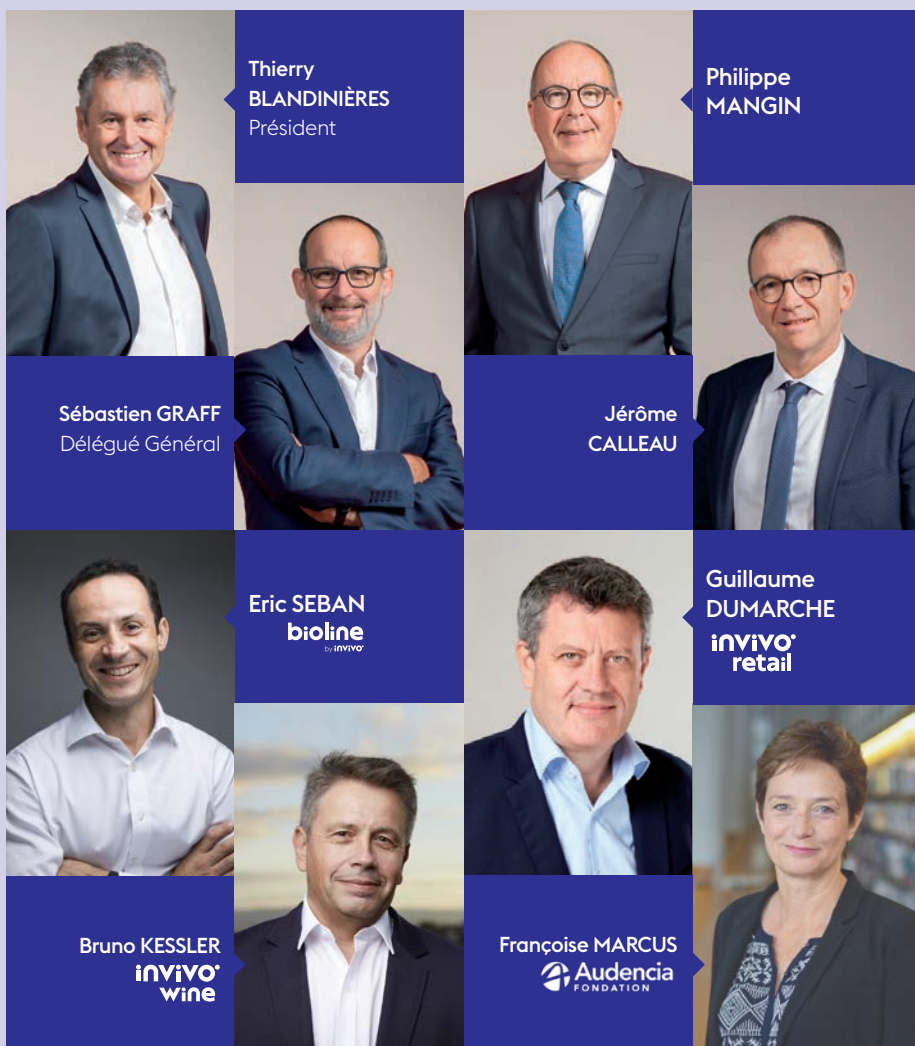 Thierry
BLANDINIÈRES
Président
Philippe
MANGIN
Sébastien GRAFF
Délégué Général
Jérôme
CALLEAU
Eric SEBAN
bioline
by invivo
Guillaume
DUMARCHE
invivo
retail
Bruno KESSLER
invivo
wine
Françoise MARCUS
Audencia
FONDATION